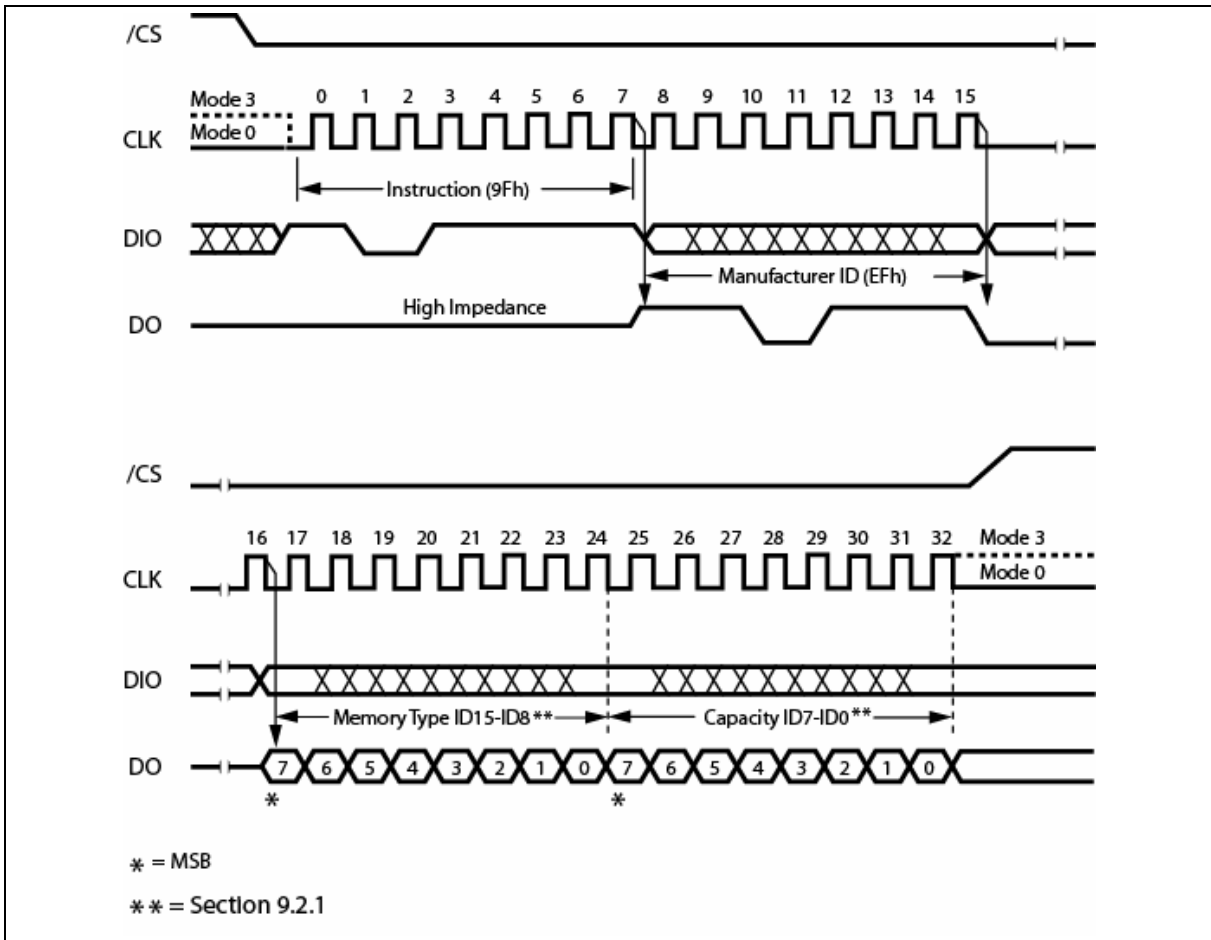 /CS
Mode 3
0 1 2 3 4 5 6 7 8 9 10 11 12 13 14 15
Mode 0
CLK
Instruction (9Fh)
DIO
Manufacturer ID (EFh)
High Impedance
DO
/CS
16 17 18 19 20 21 22 23 24 25 26 27 28 29 30 31 32
Mode 3
Mode 0
CLK
DIO
Memory Type ID15-ID8** Capacity ID7-ID0**
DO 7 6 5 4 3 2 1 0 7 6 5 4 3 2 1 0
* *
* = MSB
** = Section 9.2.1